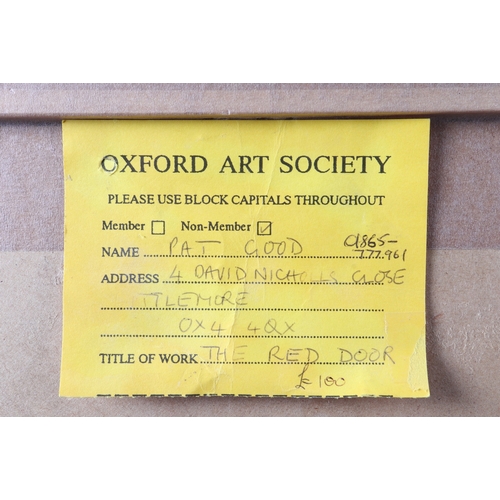 OXFORD ART SOCIETY
PLEASE USE BLOCK CAPITALS THROUGHOUT
Member ☐ Non-Member ☑
NAME PAT GOOD 01865-
777961
ADDRESS 4 DAVID NICHOLLS CLOSE
TTLEMORE
OX4 4QX
TITLE OF WORK THE RED DOOR
£100